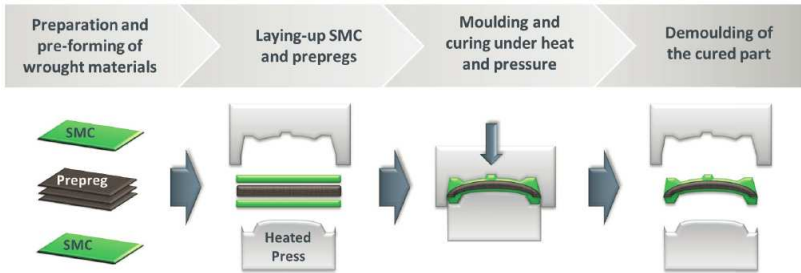 Preparation and
pre-forming of
wrought materials
Laying-up SMC
and prepregs
Moulding and
curing under heat
and pressure
Demoulding of
the cured part
SMC
Prepreg
SMC
Heated
Press